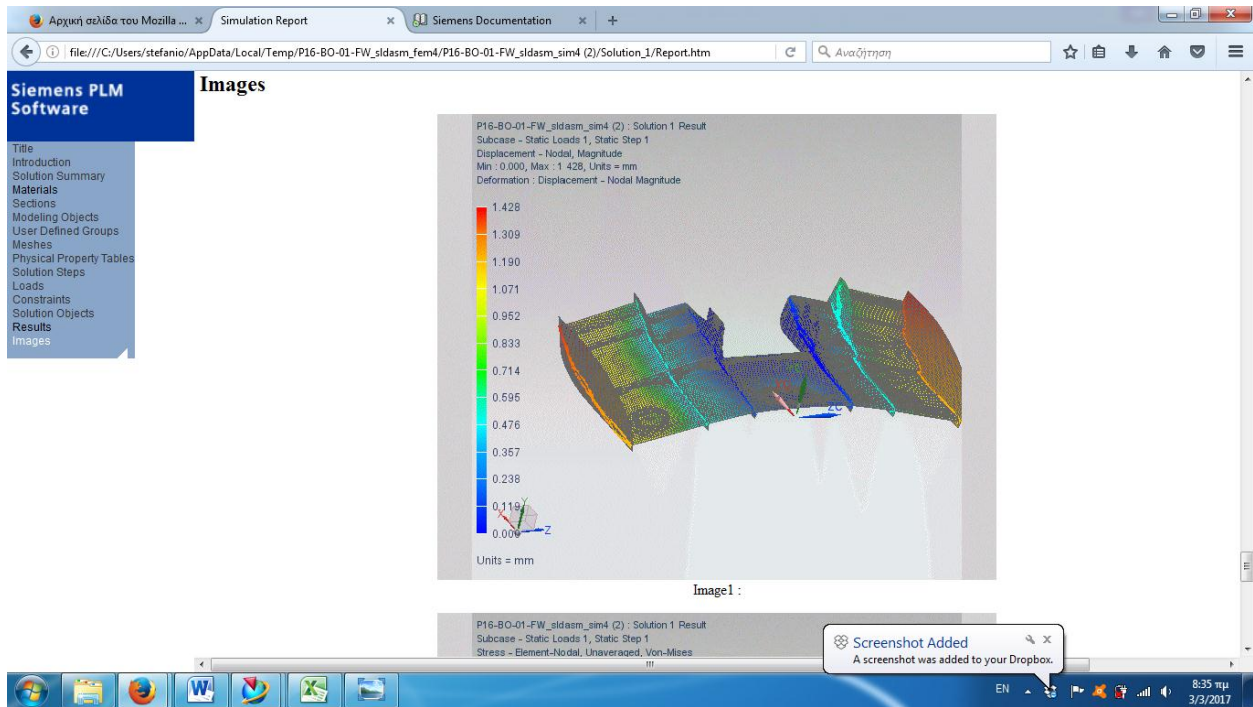 Αρχική σελίδα του Mozilla ...
Simulation Report
Siemens Documentation
file:///C:/Users/stefanio/AppData/Local/Temp/P16-BO-01-FW_sldasm_fem4/P16-BO-01-FW_sldasm_sim4 (2)/Solution_1/Report.htm
Αναζήτηση
Siemens PLM
Software
Title
Introduction
Solution Summary
Materials
Sections
Modeling Objects
User Defined Groups
Meshes
Physical Property Tables
Solution Steps
Loads
Constraints
Solution Objects
Results
Images
Images
P16-BO-01-FW_sldasm_sim4 (2) : Solution 1 Result
Subcase - Static Loads 1, Static Step 1
Displacement - Nodal, Magnitude
Min : 0.000, Max : 1.428, Units = mm
Deformation : Displacement - Nodal Magnitude
1.428
1.309
1.190
1.071
0.952
0.833
0.714
0.595
0.476
0.357
0.238
0.119
0.000
Units = mm
X
Y
Z
ZC
Image1 :
P16-BO-01-FW_sldasm_sim4 (2) : Solution 1 Result
Subcase - Static Loads 1, Static Step 1
Stress - Element-Nodal, Unaveraged, Von-Mises
Screenshot Added
A screenshot was added to your Dropbox.
EN
8:35 πμ
3/3/2017